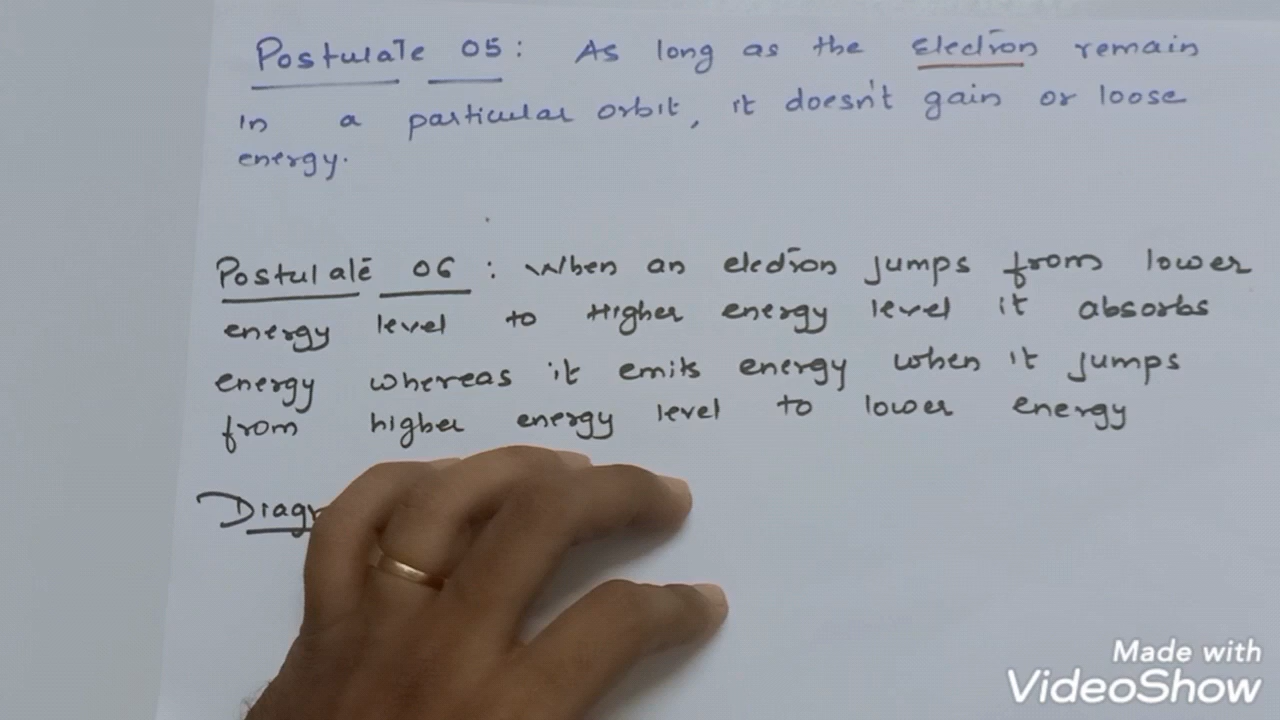 Postulate 05: As long as the Electron remain
in a particular orbit, it doesn't gain or loose
energy.
Postulate 06: When an electron jumps from lower
energy level to Higher energy level it absorbs
energy whereas it emits energy when it jumps
from higher energy level to lower energy
Made with
VideoShow